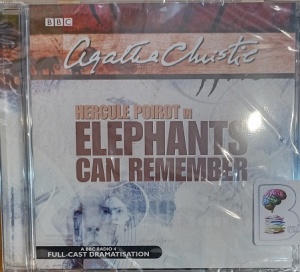 BBC
Agatha Christie
HERCULE POIROT IN
ELEPHANTS
CAN REMEMBER
A BBC RADIO 4
FULL-CAST DRAMATISATION